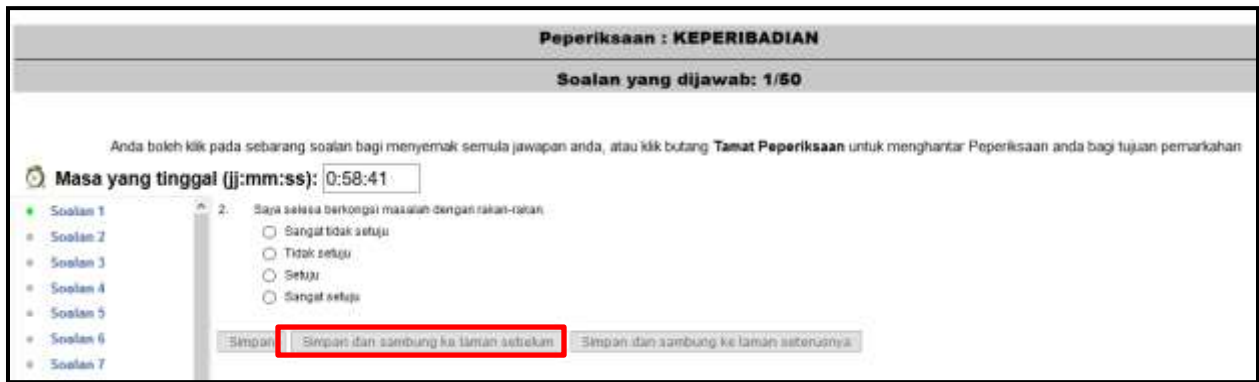 Peperiksaan : KEPERIBADIAN
Soalan yang dijawab: 1/50
Anda boleh klik pada sebarang soalan bagi menyemak semula jawapan anda, atau klik butang Tamat Peperiksaan untuk menghantar Peperiksaan anda bagi tujuan pemarkahan
Masa yang tinggal (jj:mm:ss): 0:58:41
Soalan 1
Soalan 2
Soalan 3
Soalan 4
Soalan 5
Soalan 6
Soalan 7
2. Saya selesa berkongsi masalah dengan rakan-rakan.
Sangat tidak setuju
Tidak setuju
Setuju
Sangat setuju
Simpan Simpan dan sambung ke laman sebelum Simpan dan sambung ke laman seterusnya